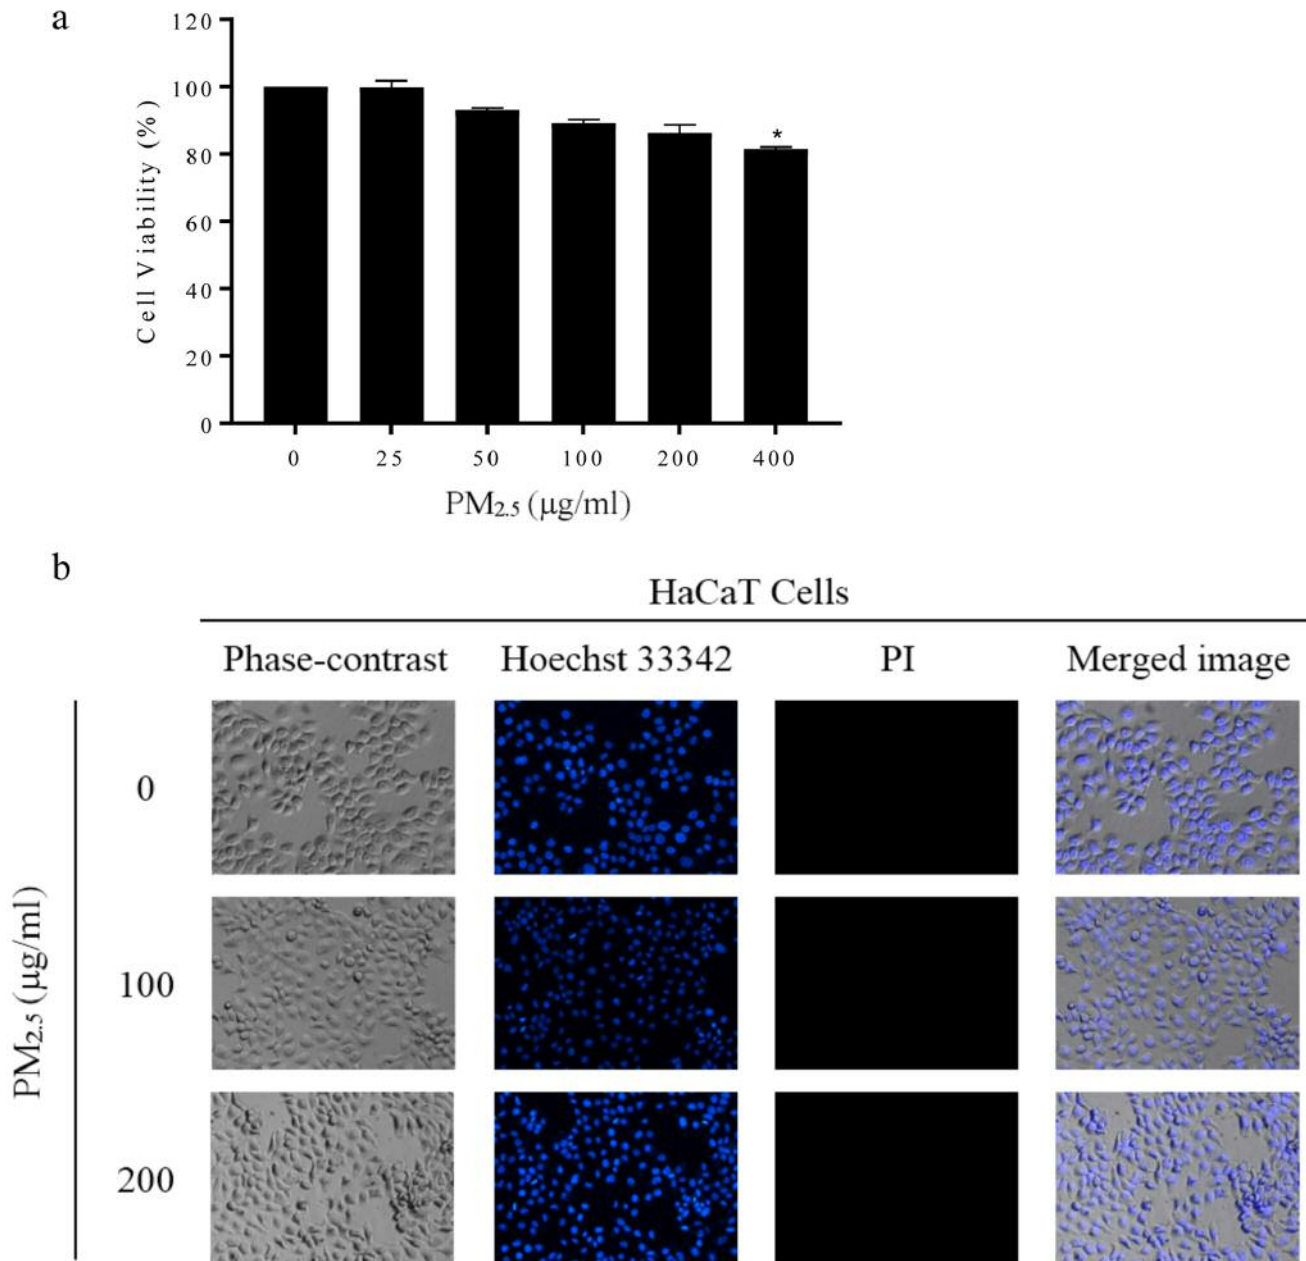 a
120
100
80
60
40
20
0
Cell Viability (%)
*
0 25 50 100 200 400
PM2.5 (μg/ml)
b
HaCaT Cells
Phase-contrast Hoechst 33342 PI Merged image
PM2.5 (μg/ml)
0
100
200